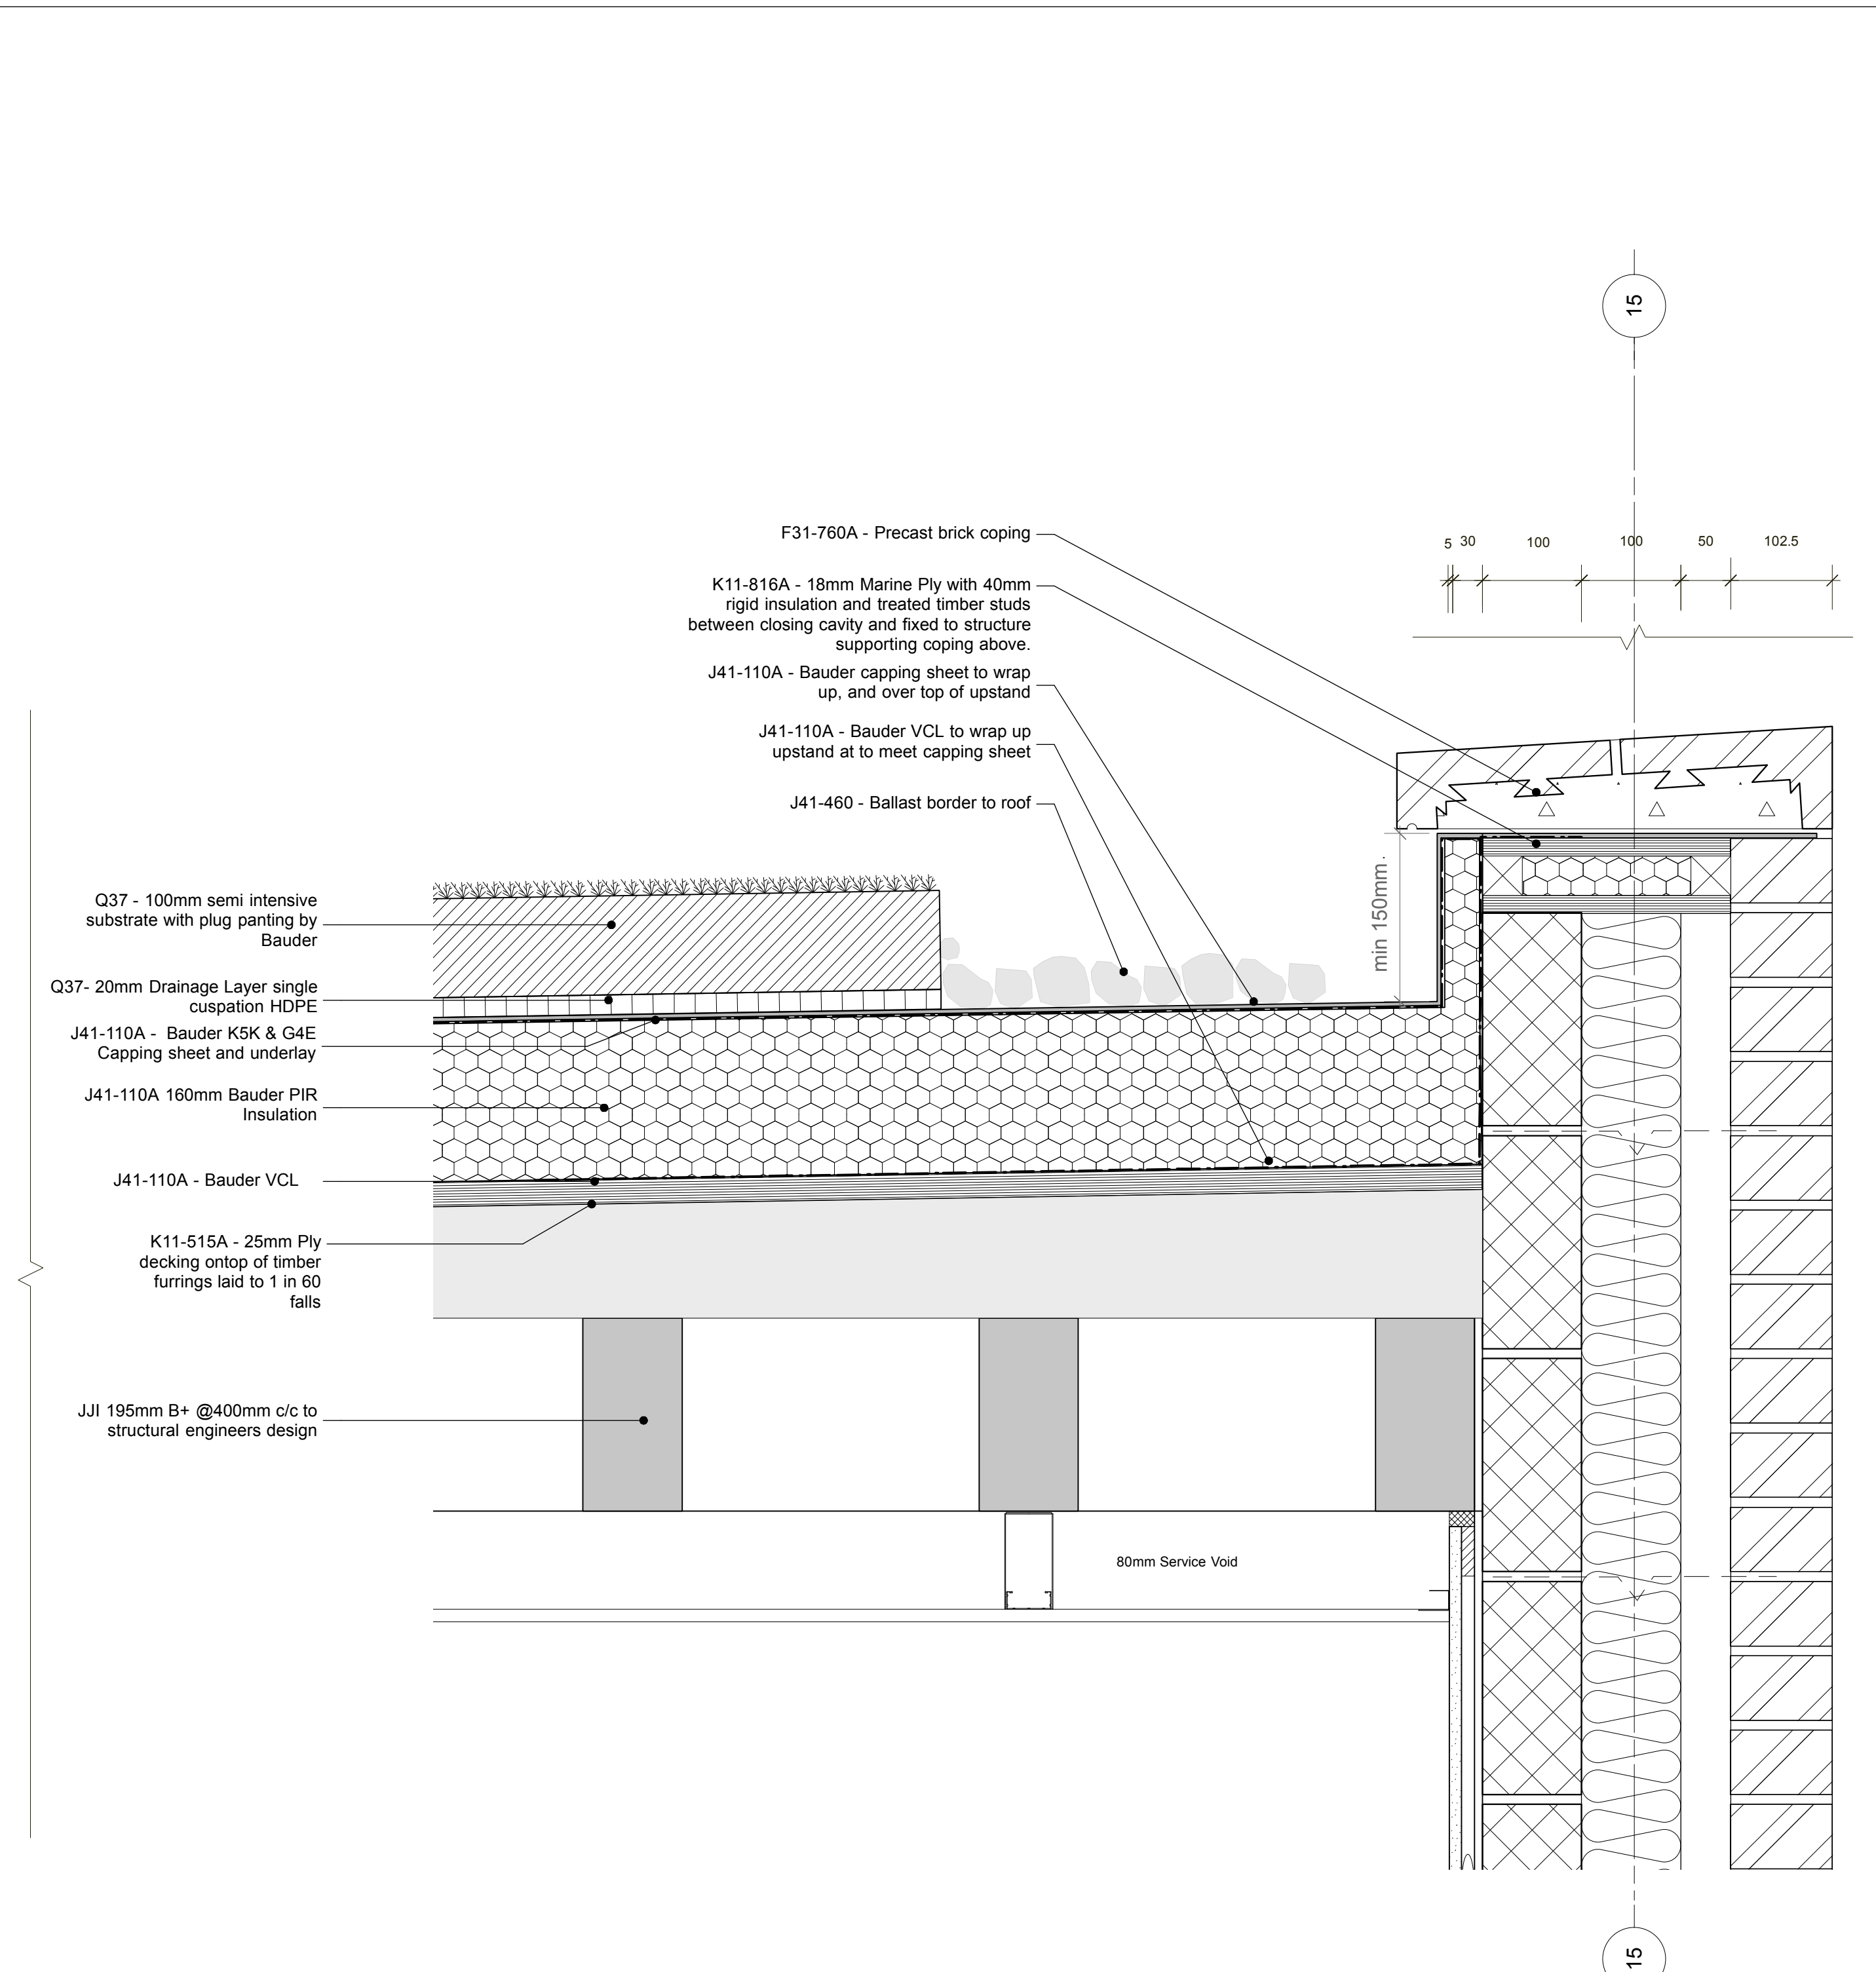 15
F31-760A - Precast brick coping
5 30 100 100 50 102.5
K11-816A - 18mm Marine Ply with 40mm
rigid insulation and treated timber studs
between closing cavity and fixed to structure
supporting coping above.
J41-110A - Bauder capping sheet to wrap
up, and over top of upstand
J41-110A - Bauder VCL to wrap up
upstand at to meet capping sheet
J41-460 - Ballast border to roof
min 150mm.
Q37 - 100mm semi intensive
substrate with plug panting by
Bauder
Q37- 20mm Drainage Layer single
cuspation HDPE
J41-110A - Bauder K5K & G4E
Capping sheet and underlay
J41-110A 160mm Bauder PIR
Insulation
J41-110A - Bauder VCL
K11-515A - 25mm Ply
decking ontop of timber
furrings laid to 1 in 60
falls
JJI 195mm B+ @400mm c/c to
structural engineers design
80mm Service Void
15